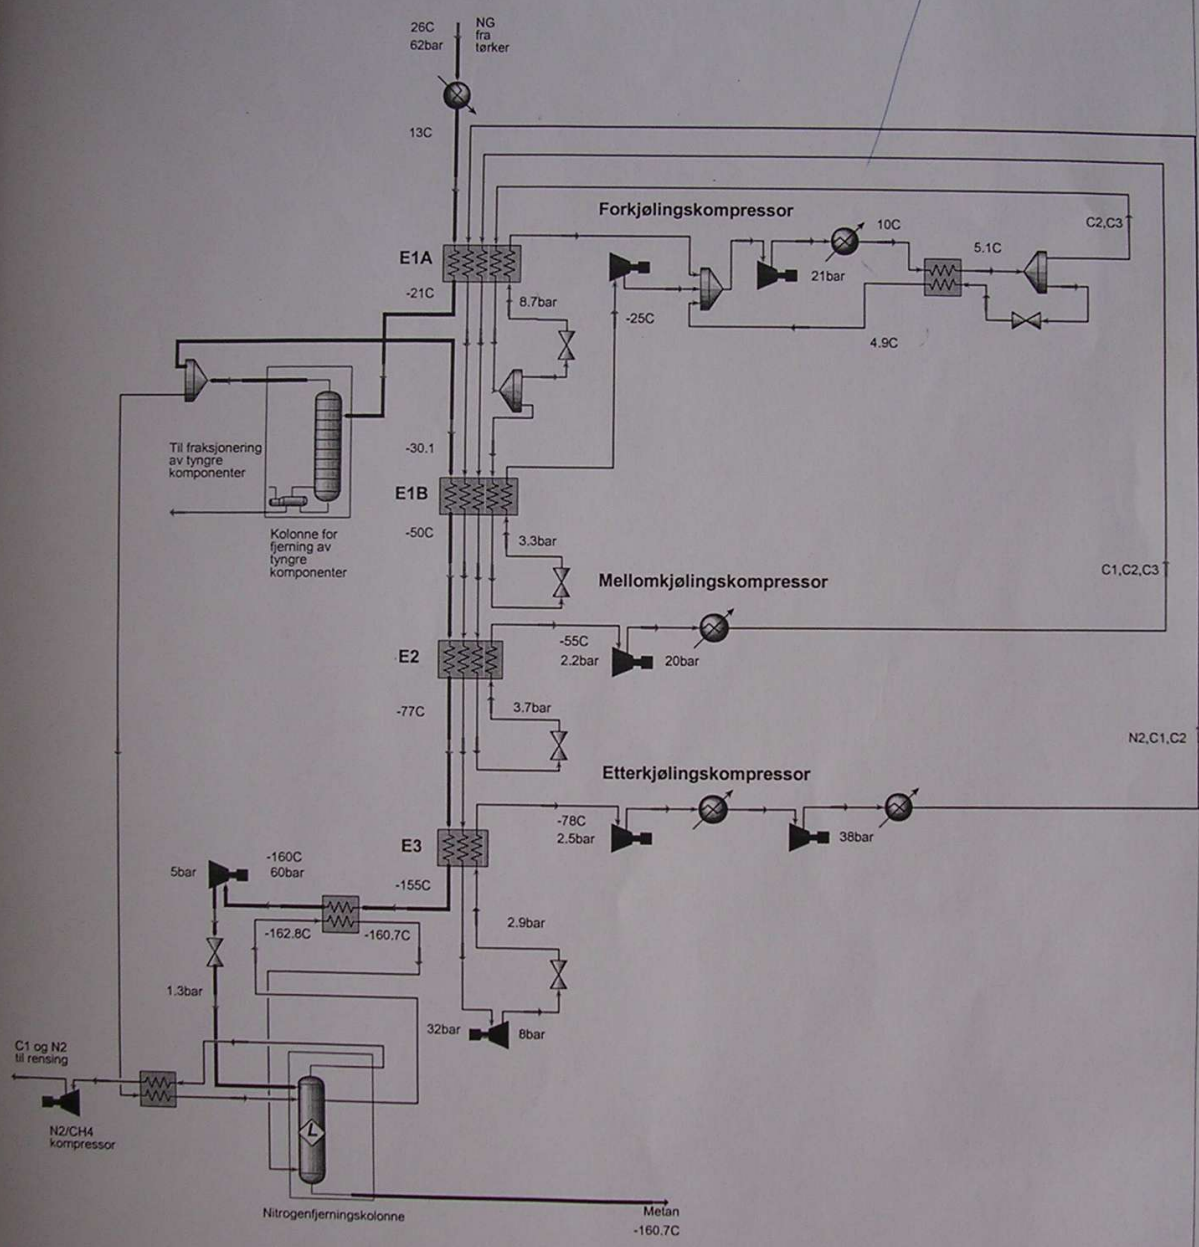 26C
62bar
NG
fra
tørker
13C
Forkjølingskompressor
C2,C3
10C
5.1C
E1A
21bar
-21C
8.7bar
-25C
4.9C
Til fraksjonering
av tyngre
komponenter
-30.1
E1B
-50C
Kolonne for
fjerning av
tyngre
komponenter
3.3bar
Mellomkjølingskompressor
C1,C2,C3
-55C
2.2bar
20bar
E2
-77C
3.7bar
N2,C1,C2
Etterkjølingskompressor
-78C
2.5bar
38bar
E3
5bar
-160C
60bar
-155C
2.9bar
-162.8C
-160.7C
1.3bar
32bar
8bar
C1 og N2
til rensing
N2/CH4
kompressor
L
Nitrogenfjerningskolonne
Metan
-160.7C